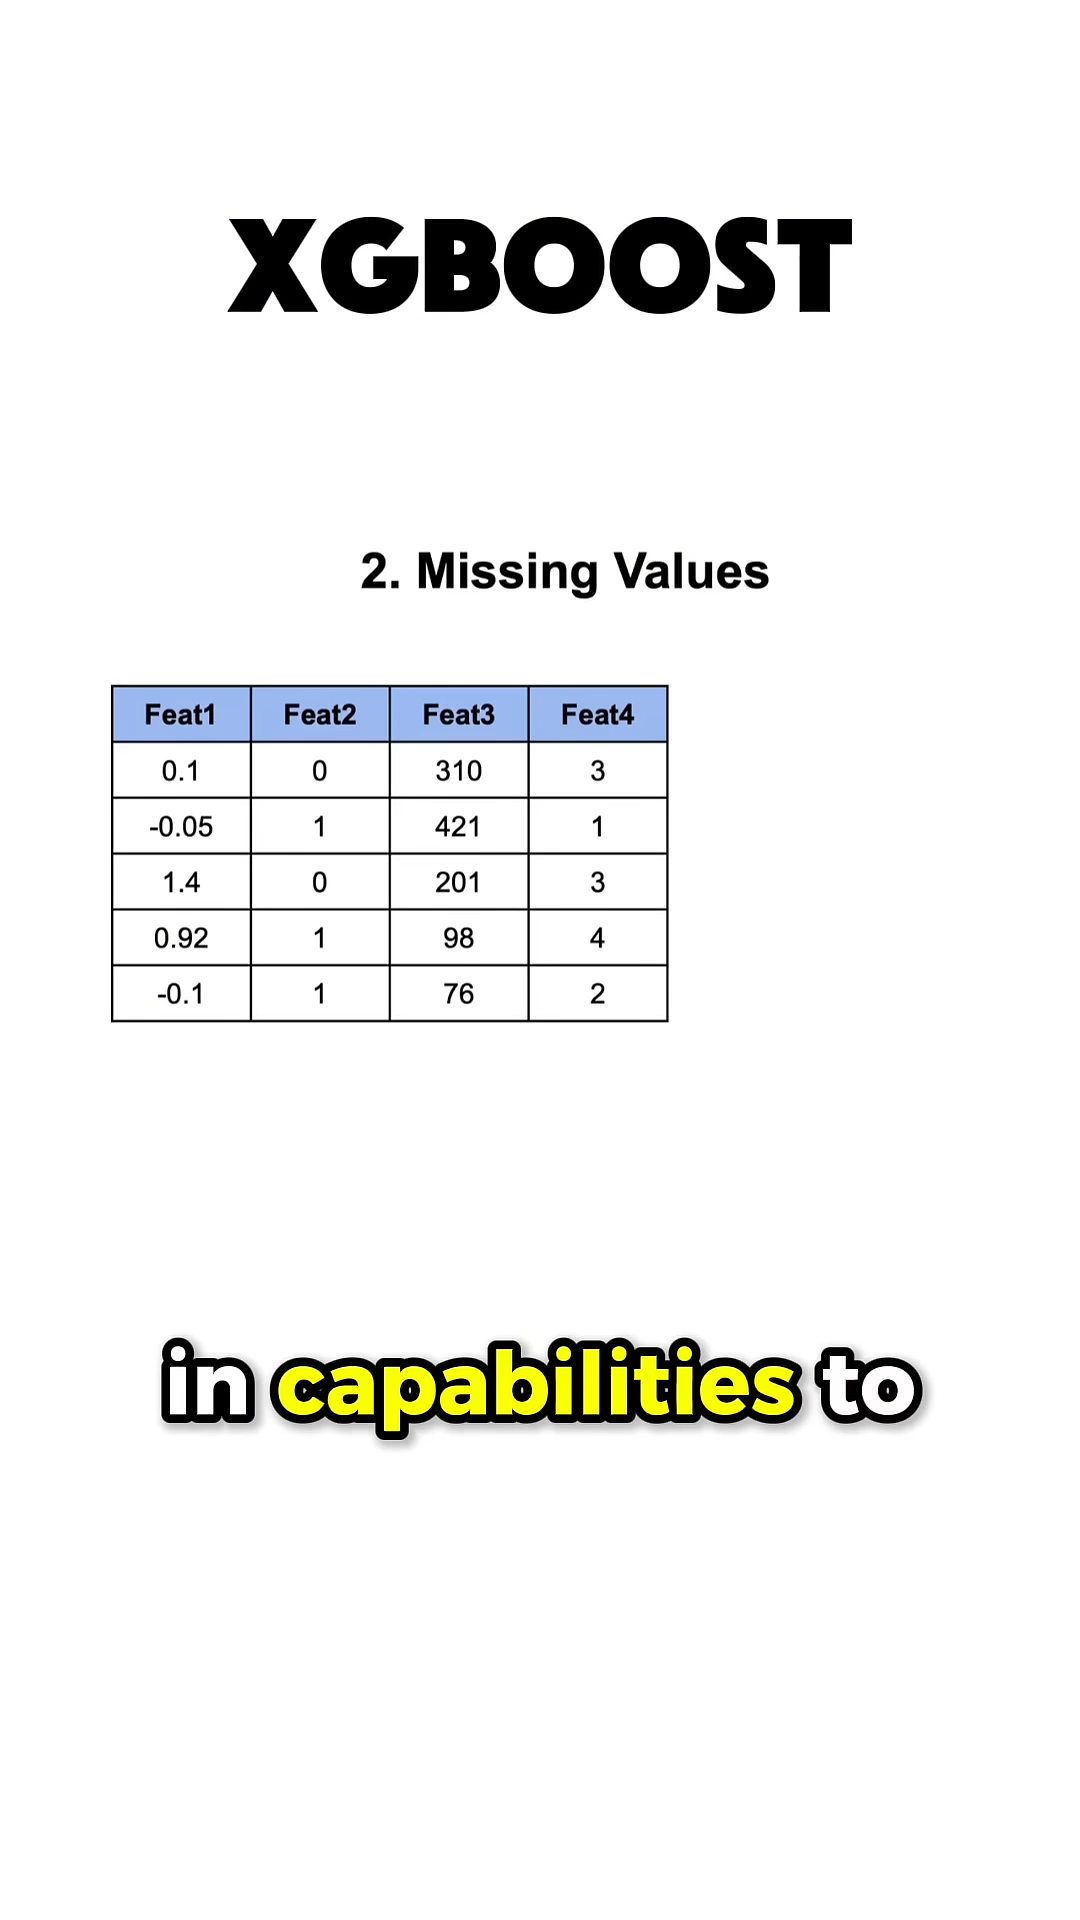 XGBOOST
2. Missing Values
Feat1 Feat2 Feat3 Feat4
0.1 0 310 3
-0.05 1 421 1
1.4 0 201 3
0.92 1 98 4
-0.1 1 76 2
in capabilities to